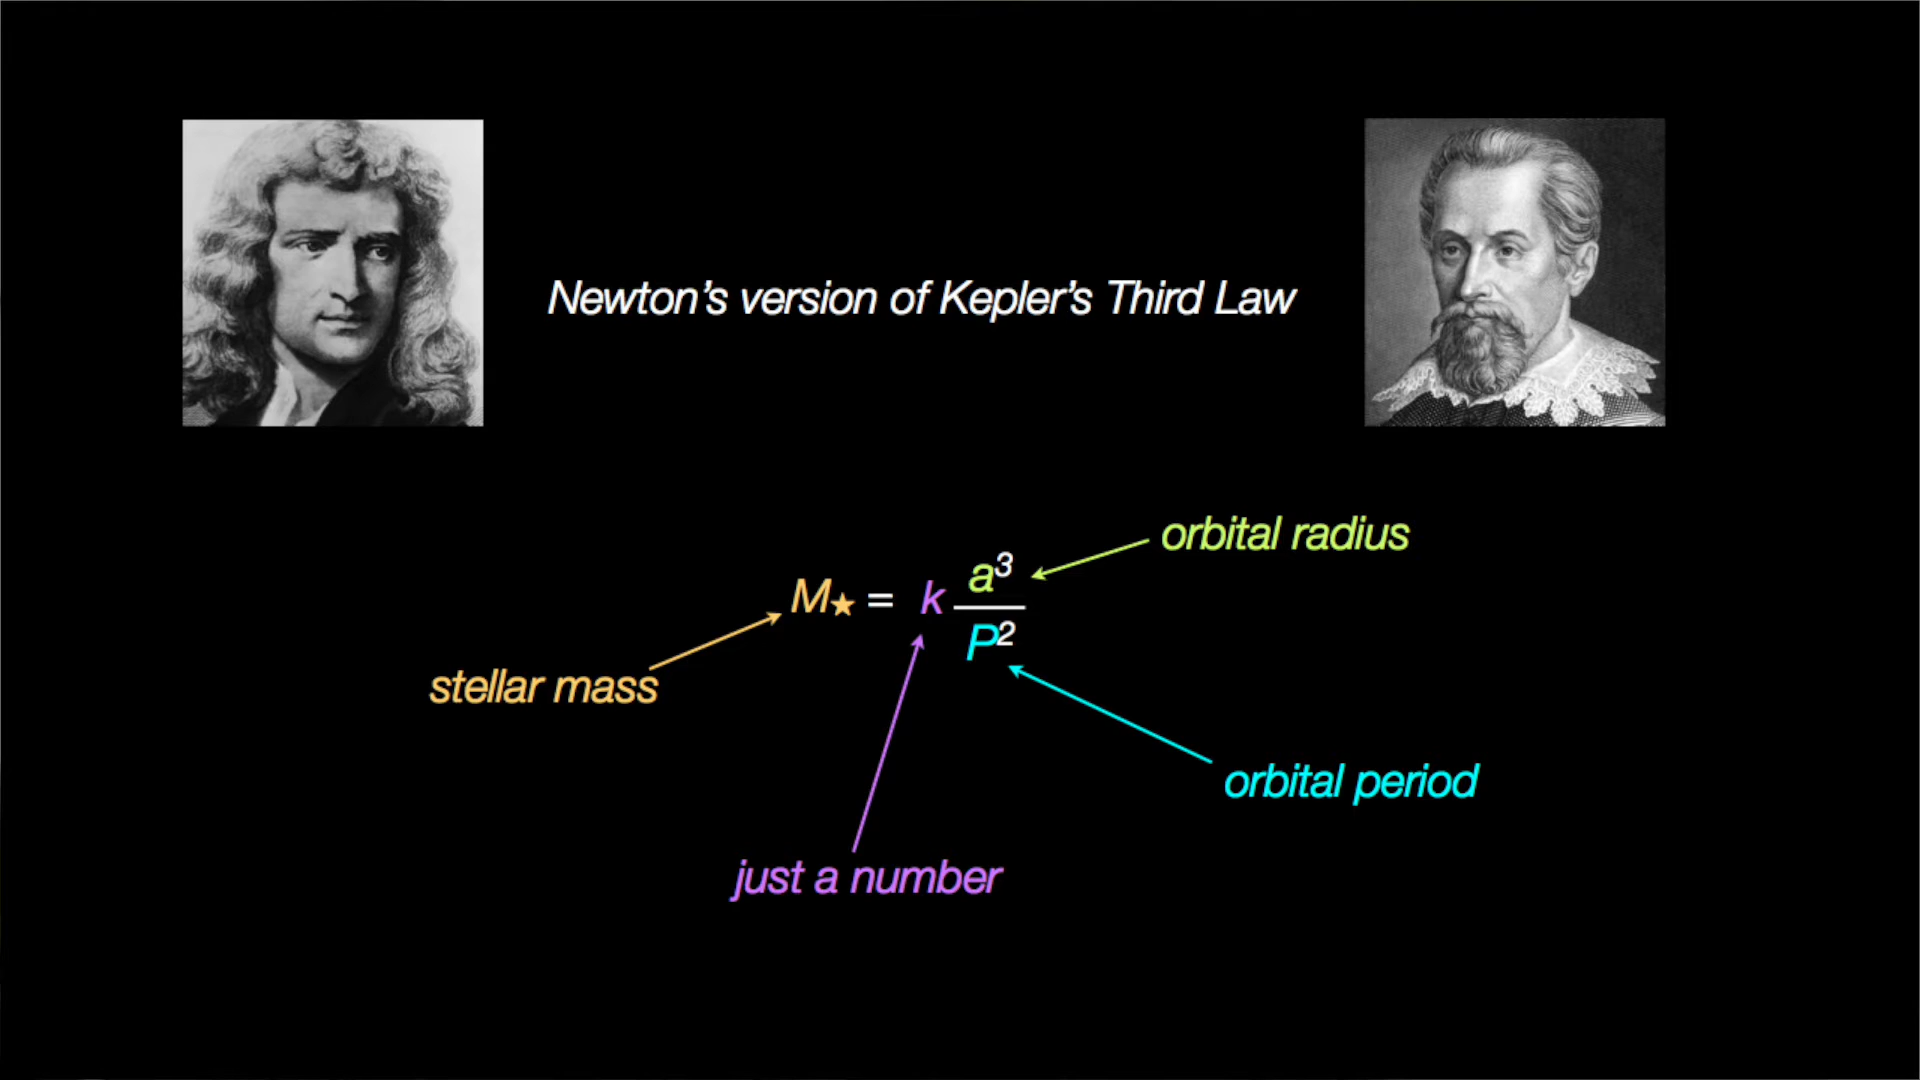 Newton’s version of Kepler’s Third Law
orbital radius
M★ = k a³
P²
stellar mass
orbital period
just a number